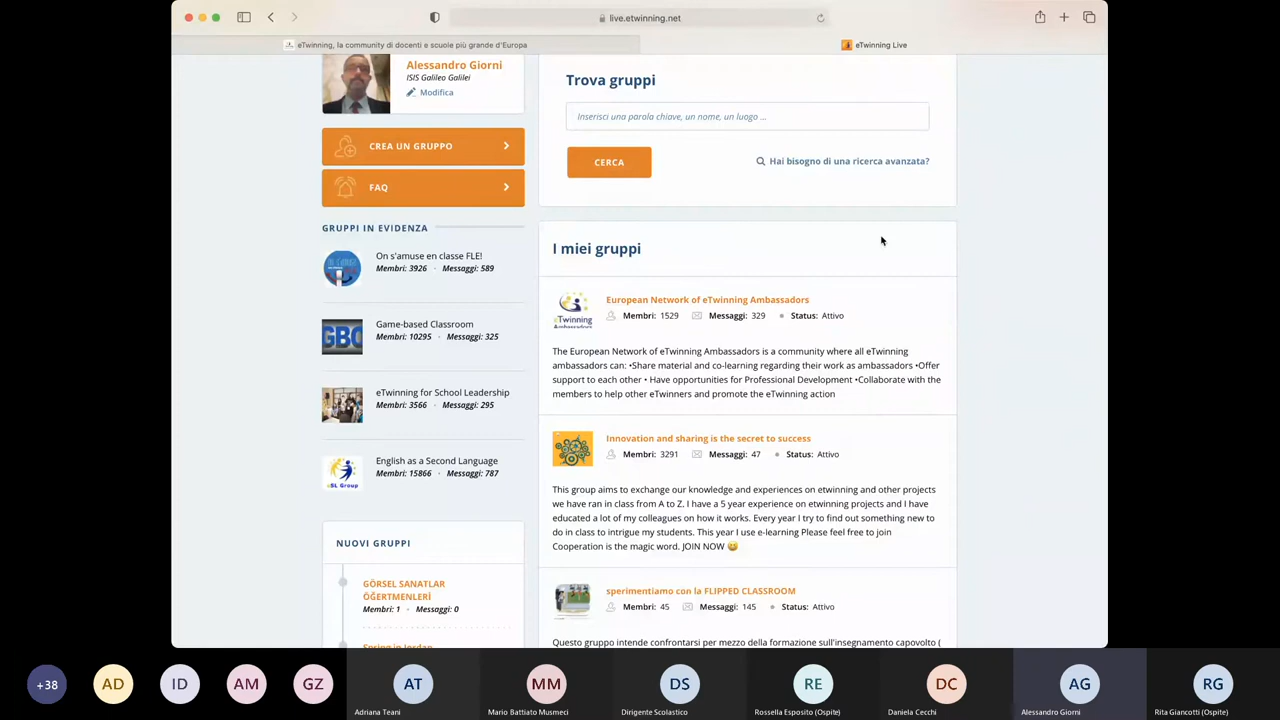 live.etwinning.net
eTwinning, la community di docenti e scuole più grande d'Europa
eTwinning Live
Alessandro Giorni
ISIS Galileo Galilei
Modifica
CREA UN GRUPPO
FAQ
GRUPPI IN EVIDENZA
On s'amuse en classe FLE!
Membri: 3926 • Messaggi: 589
Game-based Classroom
Membri: 10295 • Messaggi: 325
eTwinning for School Leadership
Membri: 3566 • Messaggi: 295
English as a Second Language
Membri: 15866 • Messaggi: 787
NUOVI GRUPPI
GÖRSEL SANATLAR
ÖĞERTMENLERİ
Membri: 1 • Messaggi: 0
Spring in Jordan
Trova gruppi
Inserisci una parola chiave, un nome, un luogo ...
CERCA
Hai bisogno di una ricerca avanzata?
I miei gruppi
European Network of eTwinning Ambassadors
Membri: 1529 Messaggi: 329 • Status: Attivo
The European Network of eTwinning Ambassadors is a community where all eTwinning
ambassadors can: •Share material and co-learning regarding their work as ambassadors •Offer
support to each other • Have opportunities for Professional Development •Collaborate with the
members to help other eTwinners and promote the eTwinning action
Innovation and sharing is the secret to success
Membri: 3291 Messaggi: 47 • Status: Attivo
This group aims to exchange our knowledge and experiences on etwinning and other projects
we have ran in class from A to Z. I have a 5 year experience on etwinning projects and I have
educated a lot of my colleagues on how it works. Every year I try to find out something new to
do in class to intrigue my students. This year I use e-learning Please feel free to join
Cooperation is the magic word. JOIN NOW 😀
sperimentiamo con la FLIPPED CLASSROOM
Membri: 45 Messaggi: 145 • Status: Attivo
Questo gruppo intende confrontarsi per mezzo della formazione sull'insegnamento capovolto (
eTwinning
Ambassadors
GBC
eSL Group
+38
AD
ID
AM
GZ
AT
MM
DS
RE
DC
AG
RG
Adriana Teani
Mario Battiato Musmeci
Dirigente Scolastico
Rossella Esposito (Ospite)
Daniela Cecchi
Alessandro Giorni
Rita Giancotti (Ospite)